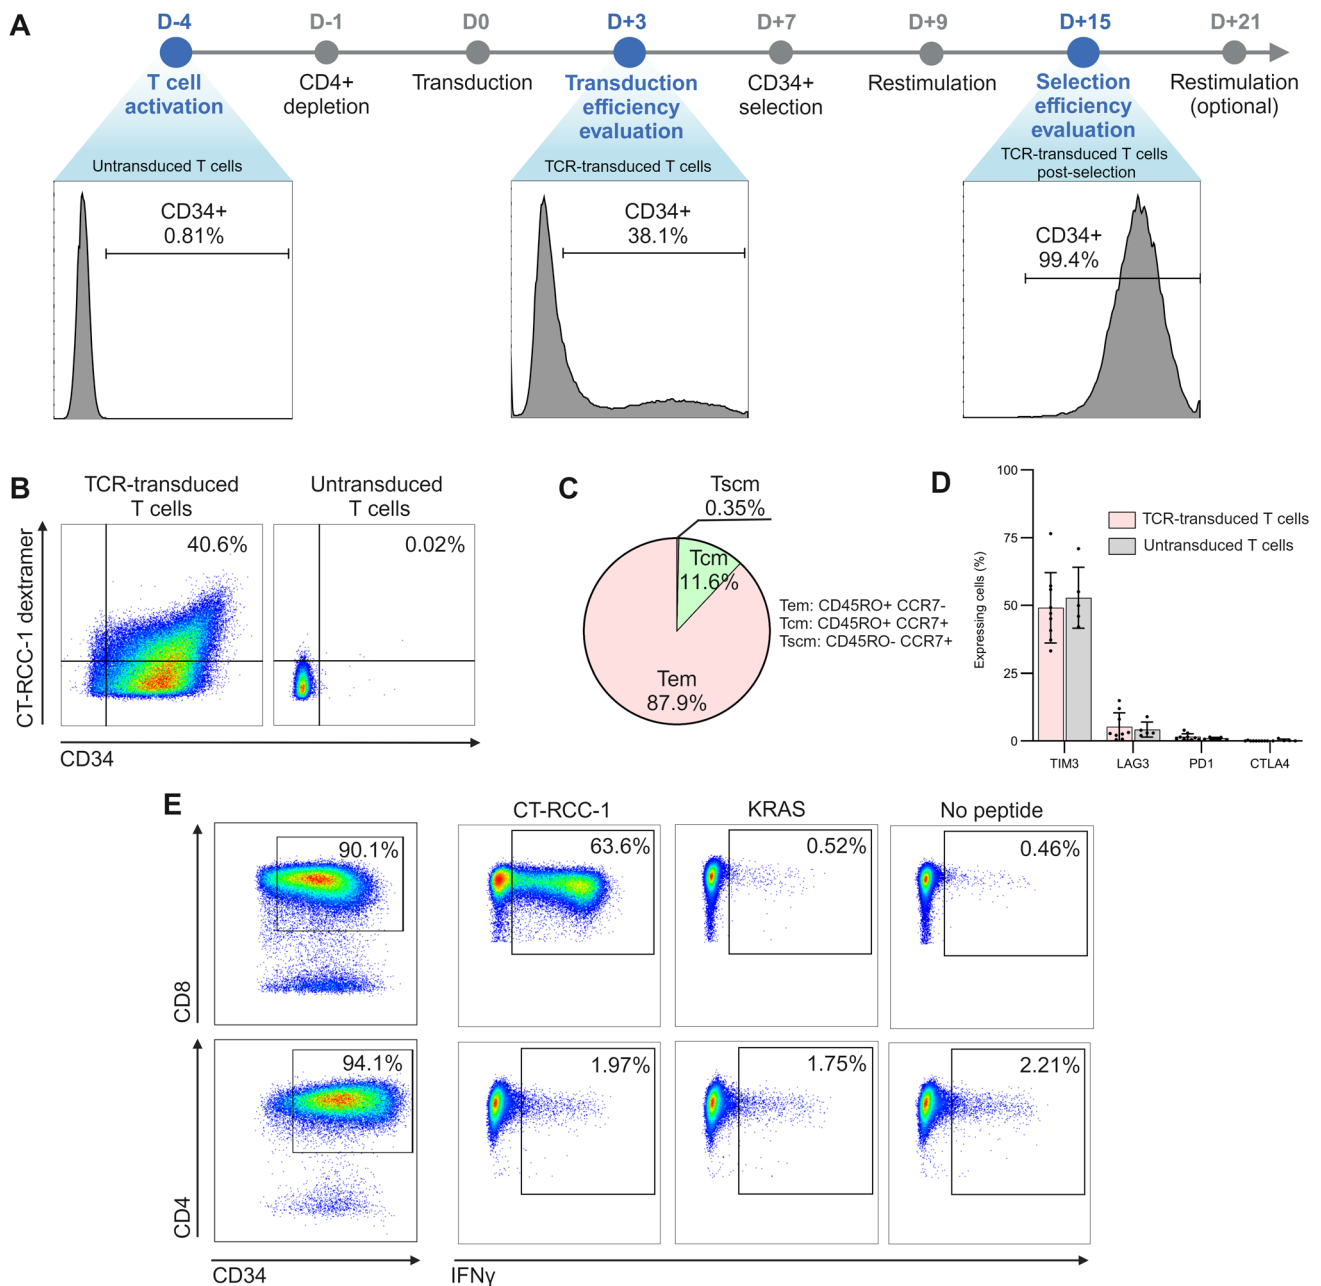 A
D-4
D-1
D0
D+3
D+7
D+9
D+15
D+21
T cell
activation
CD4+
depletion
Transduction
Transduction
efficiency
evaluation
CD34+
selection
Restimulation
Selection
efficiency
evaluation
Restimulation
(optional)
Untransduced T cells
TCR-transduced T cells
TCR-transduced T cells
post-selection
CD34+
0.81%
CD34+
38.1%
CD34+
99.4%
B
TCR-transduced
T cells
Untransduced
T cells
40.6%
0.02%
CT-RCC-1 dextramer
CD34
C
Tscm
0.35%
Tcm
11.6%
Tem
87.9%
Tem: CD45RO+ CCR7-
Tcm: CD45RO+ CCR7+
Tscm: CD45RO- CCR7+
D
Expressing cells (%)
100
75
50
25
0
TCR-transduced T cells
Untransduced T cells
TIM3
LAG3
PD1
CTLA4
E
CT-RCC-1
KRAS
No peptide
90.1%
63.6%
0.52%
0.46%
CD8
94.1%
1.97%
1.75%
2.21%
CD4
CD34
IFNγ